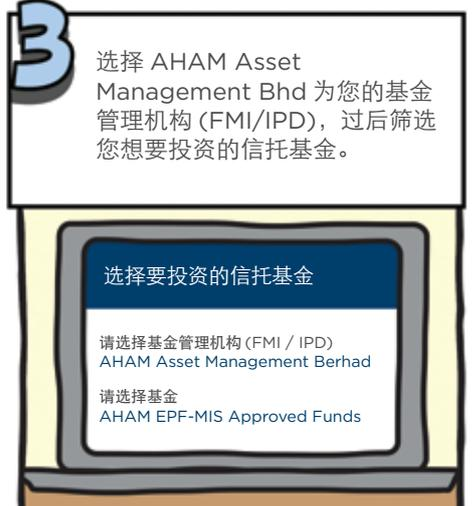 3
选择 AHAM Asset
Management Bhd 为您的基金
管理机构 (FMI/IPD)，过后筛选
您想要投资的信托基金。
选择要投资的信托基金
请选择基金管理机构 (FMI / IPD)
AHAM Asset Management Berhad
请选择基金
AHAM EPF-MIS Approved Funds